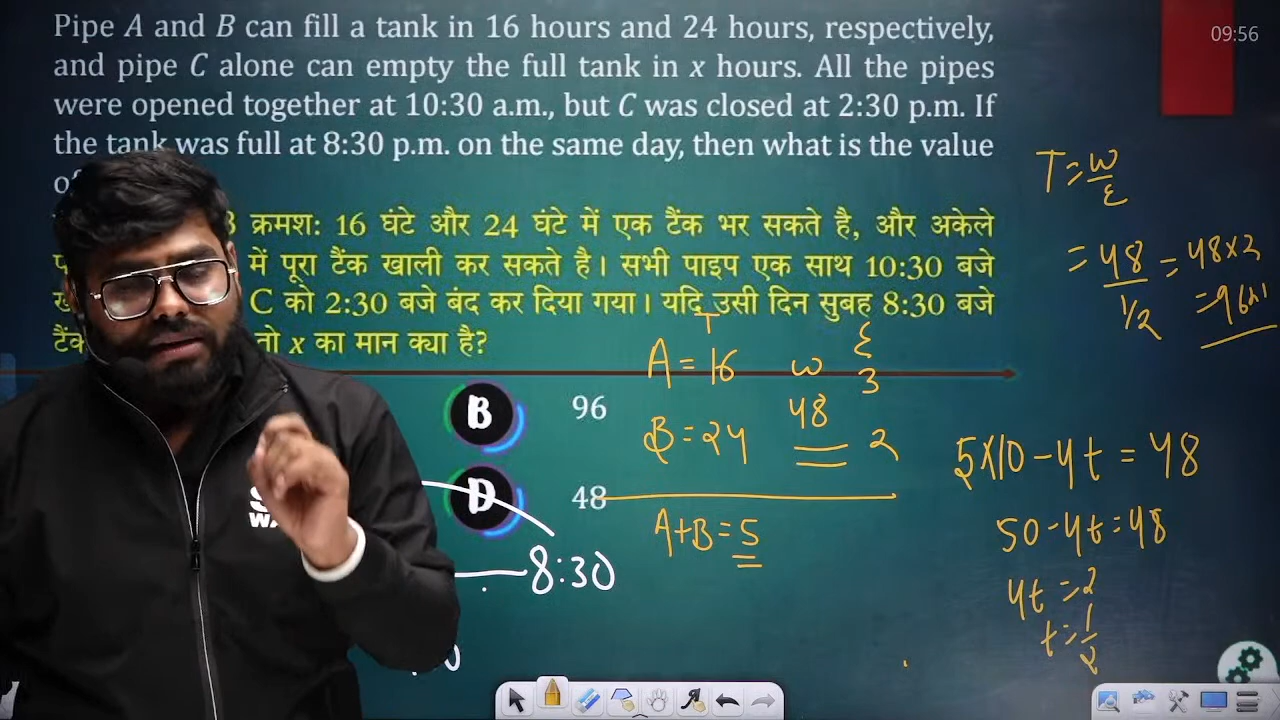 Pipe A and B can fill a tank in 16 hours and 24 hours, respectively,
and pipe C alone can empty the full tank in x hours. All the pipes
were opened together at 10:30 a.m., but C was closed at 2:30 p.m. If
the tank was full at 8:30 p.m. on the same day, then what is the value
क्रमश: 16 घंटे और 24 घंटे में एक टैंक भर सकते है, और अकेले
में पूरा टैंक खाली कर सकते है। सभी पाइप एक साथ 10:30 बजे
C को 2:30 बजे बंद कर दिया गया। यदि उसी दिन सुबह 8:30 बजे
तो x का मान क्या है?
B 96
D 48
8:30
T
A = 16 w ε
3
B = 24 48 2
A+B = 5
T = w/ε
= 48/1/2 = 48×2
= 96
5×10 - 4t = 48
50 - 4t = 48
4t = 2
t = 1/2
09:56